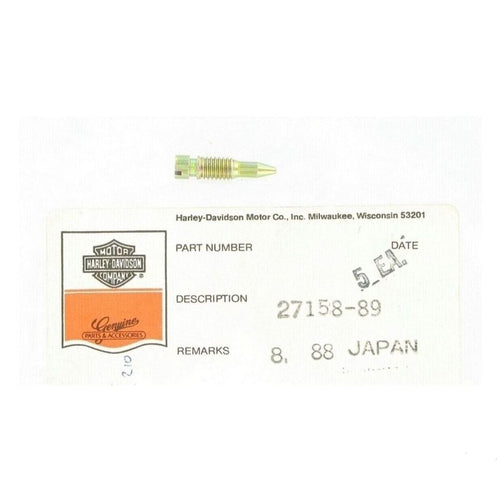 Harley-Davidson Motor Co., Inc. Milwaukee, Wisconsin 53201
MOTOR
HARLEY-DAVIDSON
COMPANY
®
Genuine
PARTS & ACCESSORIES
PART NUMBER
DATE
5 EA.
DESCRIPTION
27158-89
REMARKS
8, 88 JAPAN
210